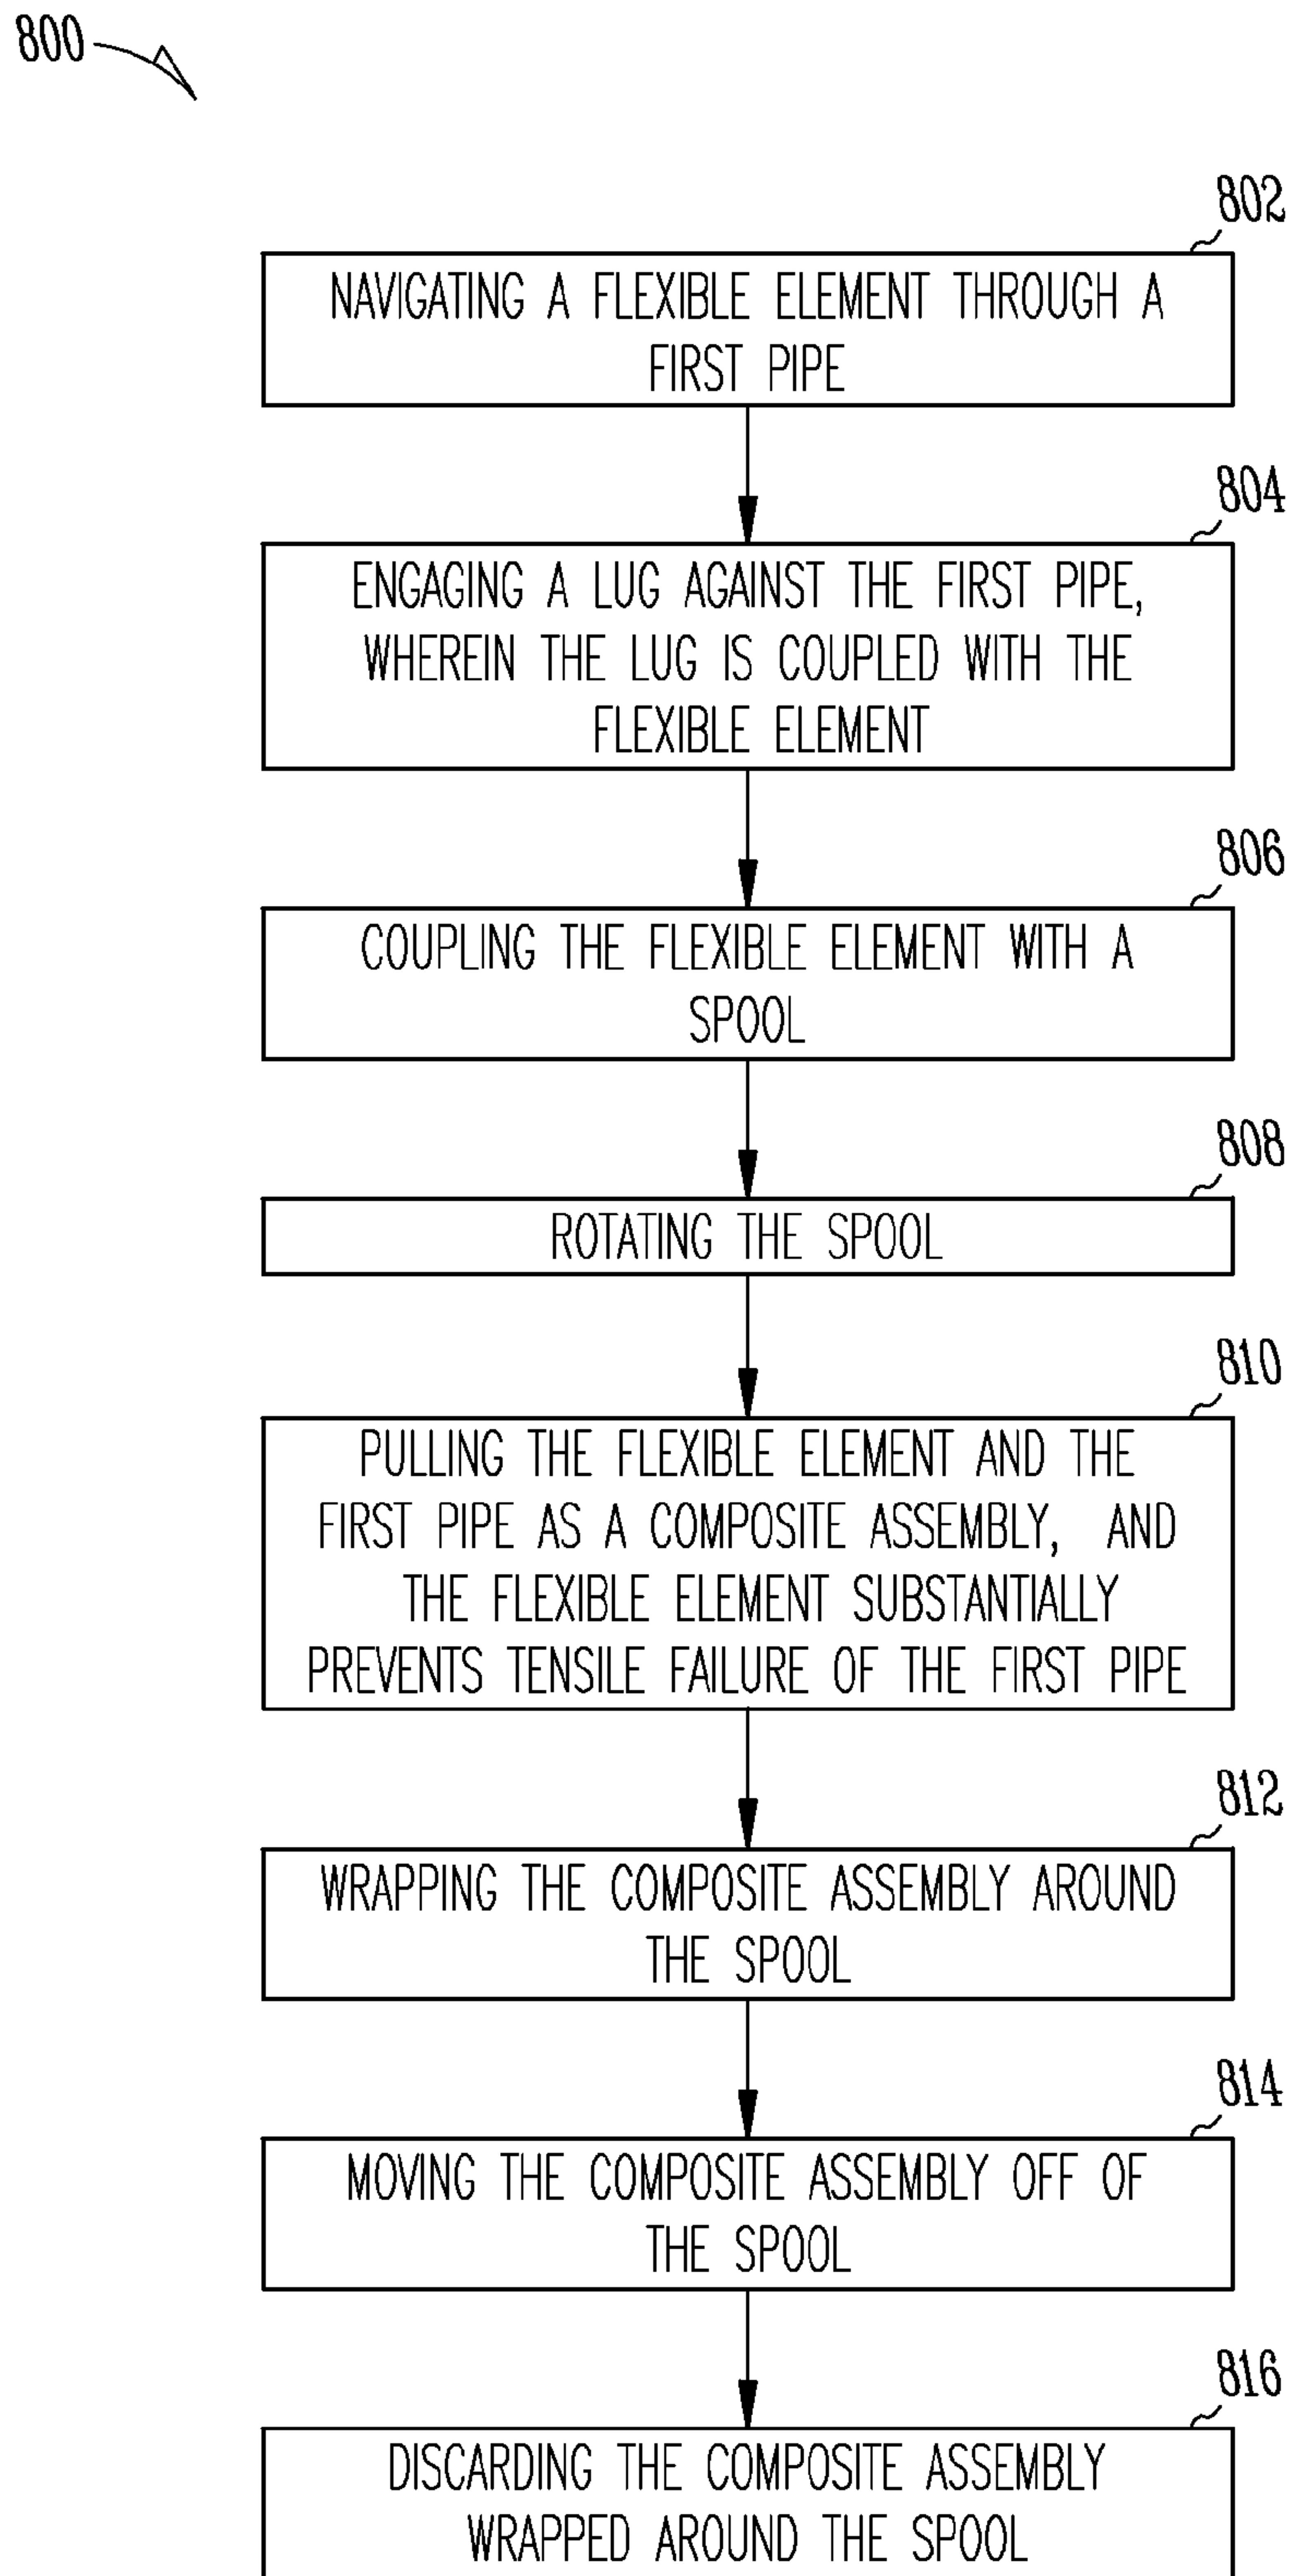 800
802
NAVIGATING A FLEXIBLE ELEMENT THROUGH A
FIRST PIPE
804
ENGAGING A LUG AGAINST THE FIRST PIPE,
WHEREIN THE LUG IS COUPLED WITH THE
FLEXIBLE ELEMENT
806
COUPLING THE FLEXIBLE ELEMENT WITH A
SPOOL
808
ROTATING THE SPOOL
810
PULLING THE FLEXIBLE ELEMENT AND THE
FIRST PIPE AS A COMPOSITE ASSEMBLY, AND
THE FLEXIBLE ELEMENT SUBSTANTIALLY
PREVENTS TENSILE FAILURE OF THE FIRST PIPE
812
WRAPPING THE COMPOSITE ASSEMBLY AROUND
THE SPOOL
814
MOVING THE COMPOSITE ASSEMBLY OFF OF
THE SPOOL
816
DISCARDING THE COMPOSITE ASSEMBLY
WRAPPED AROUND THE SPOOL